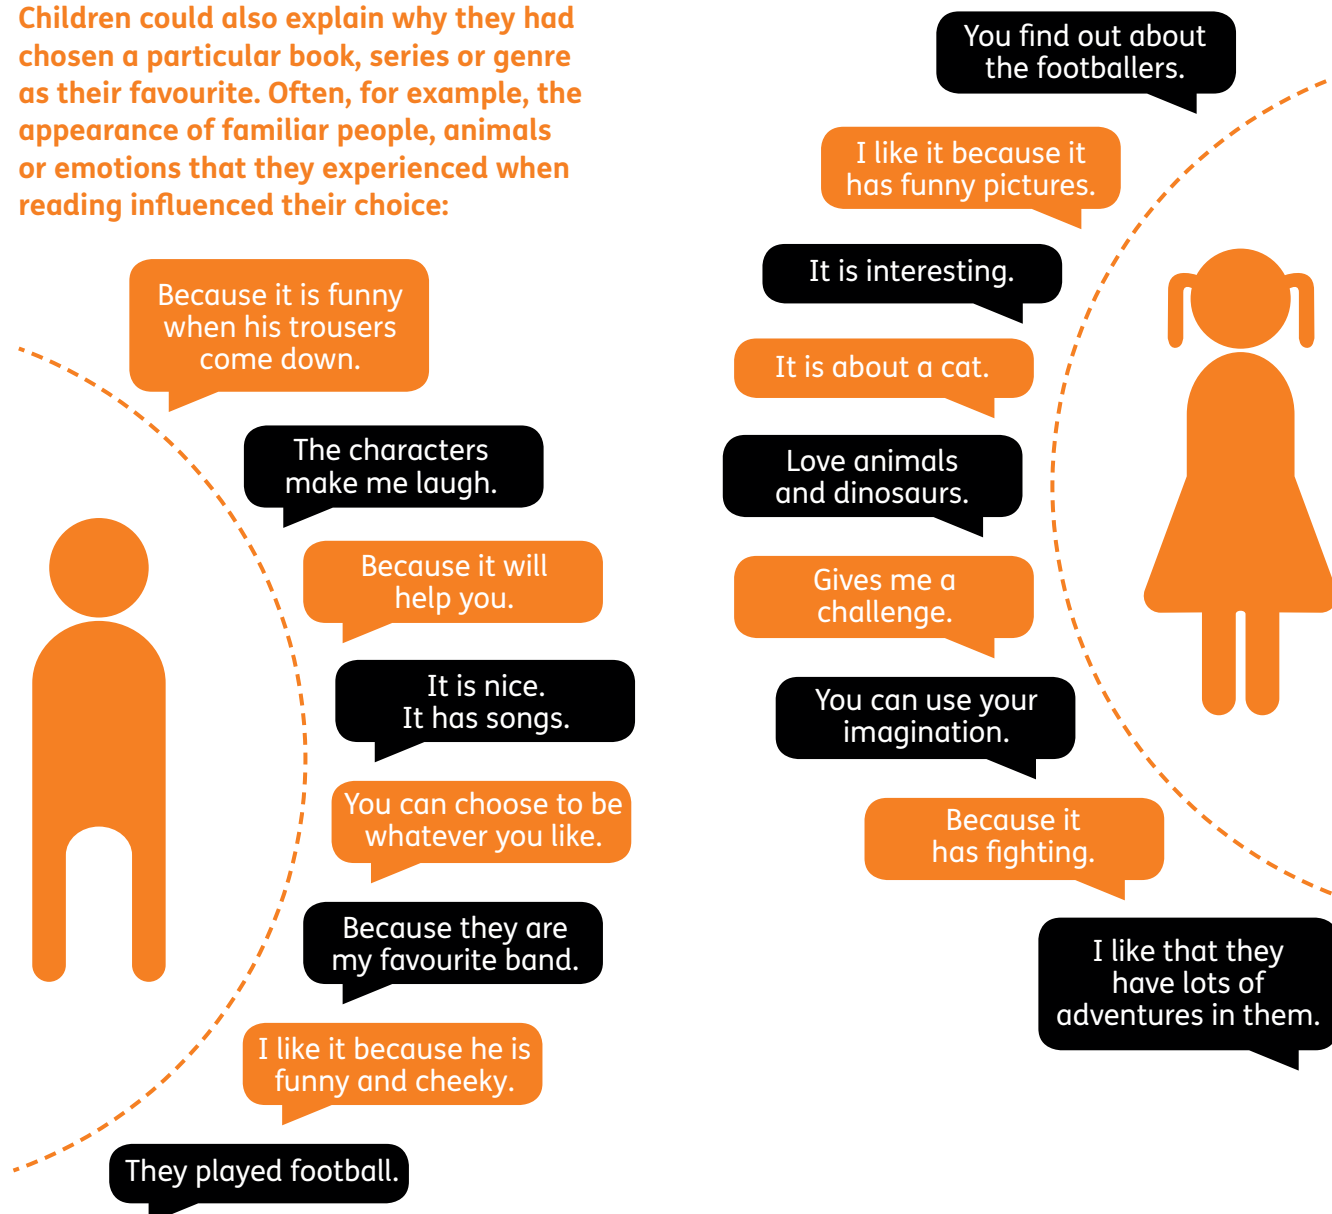 Children could also explain why they had
chosen a particular book, series or genre
as their favourite. Often, for example, the
appearance of familiar people, animals
or emotions that they experienced when
reading influenced their choice:
Because it is funny
when his trousers
come down.
The characters
make me laugh.
Because it will
help you.
It is nice.
It has songs.
You can choose to be
whatever you like.
Because they are
my favourite band.
I like it because he is
funny and cheeky.
They played football.
You find out about
the footballers.
I like it because it
has funny pictures.
It is interesting.
It is about a cat.
Love animals
and dinosaurs.
Gives me a
challenge.
You can use your
imagination.
Because it
has fighting.
I like that they
have lots of
adventures in them.